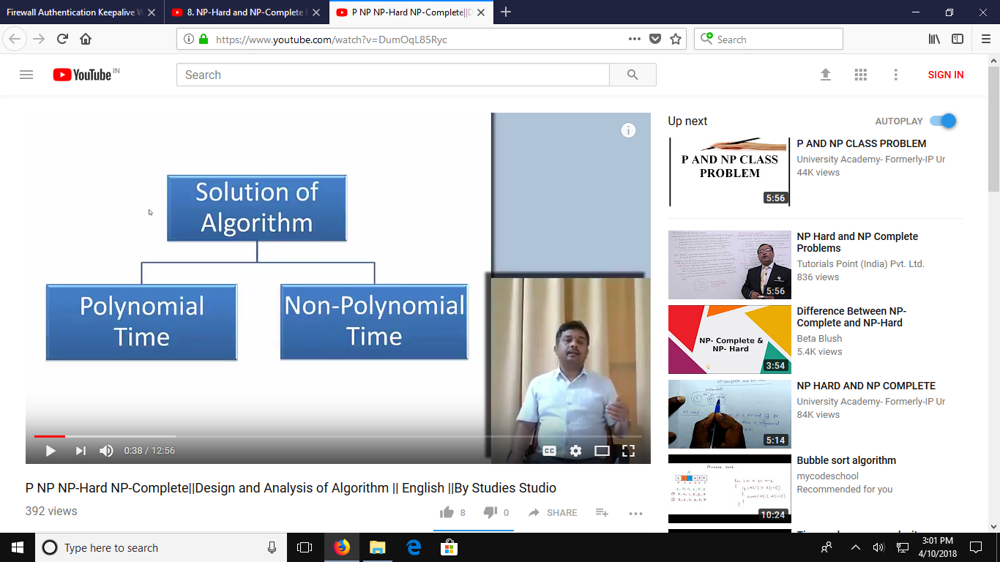 Firewall Authentication Keepalive W
8. NP-Hard and NP-Complete
P NP NP-Hard NP-Complete||D
https://www.youtube.com/watch?v=DumOqL85Ryc
Search
YouTube IN
Search
SIGN IN
Solution of
Algorithm
Polynomial
Time
Non-Polynomial
Time
0:38 / 12:56
CC
P NP NP-Hard NP-Complete||Design and Analysis of Algorithm || English ||By Studies Studio
392 views
8
0
SHARE
Up next
AUTOPLAY
P AND NP CLASS
PROBLEM
5:56
P AND NP CLASS PROBLEM
University Academy- Formerly-IP Ur
44K views
5:56
NP Hard and NP Complete
Problems
Tutorials Point (India) Pvt. Ltd.
836 views
NP- Complete &
NP- Hard
3:54
Difference Between NP-
Complete and NP-Hard
Beta Blush
5.4K views
5:14
NP HARD AND NP COMPLETE
University Academy- Formerly-IP Ur
84K views
Bubble sort
10:24
Bubble sort algorithm
mycodeschool
Recommended for you
Type here to search
3:01 PM
4/10/2018